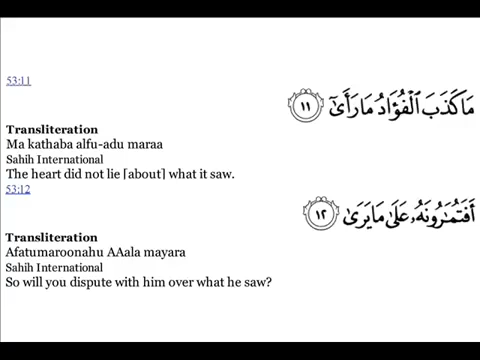 53:11
مَا كَذَبَ ٱلْفُؤَادُ مَا رَأَىٰٓ ١١
Transliteration
Ma kathaba alfu-adu maraa
Sahih International
The heart did not lie [about] what it saw.
53:12
أَفَتُمَٰرُونَهُۥ عَلَىٰ مَا يَرَىٰ ١٢
Transliteration
Afatumaroonahu AAala mayara
Sahih International
So will you dispute with him over what he saw?